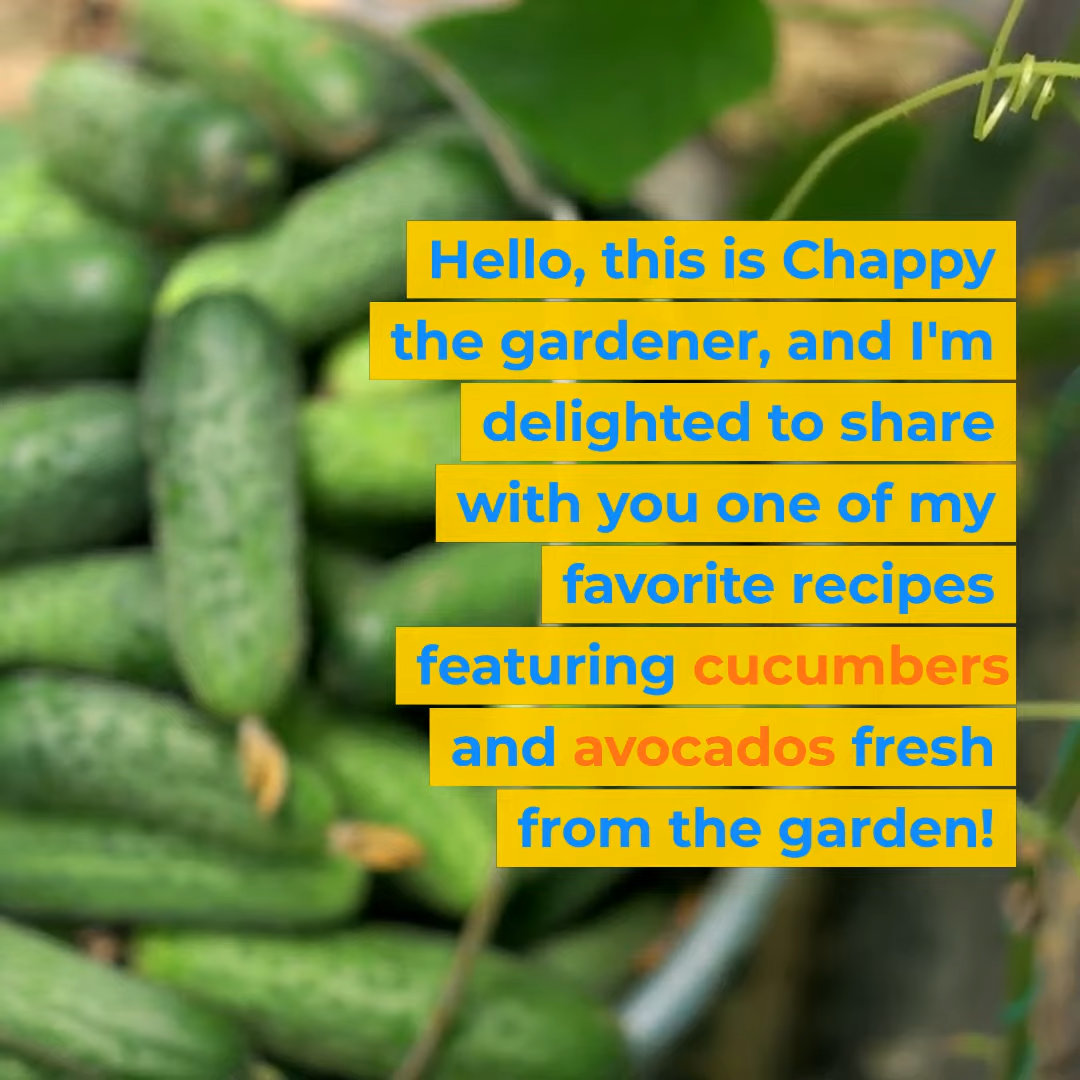 Hello, this is Chappy
the gardener, and I'm
delighted to share
with you one of my
favorite recipes
featuring cucumbers
and avocados fresh
from the garden!